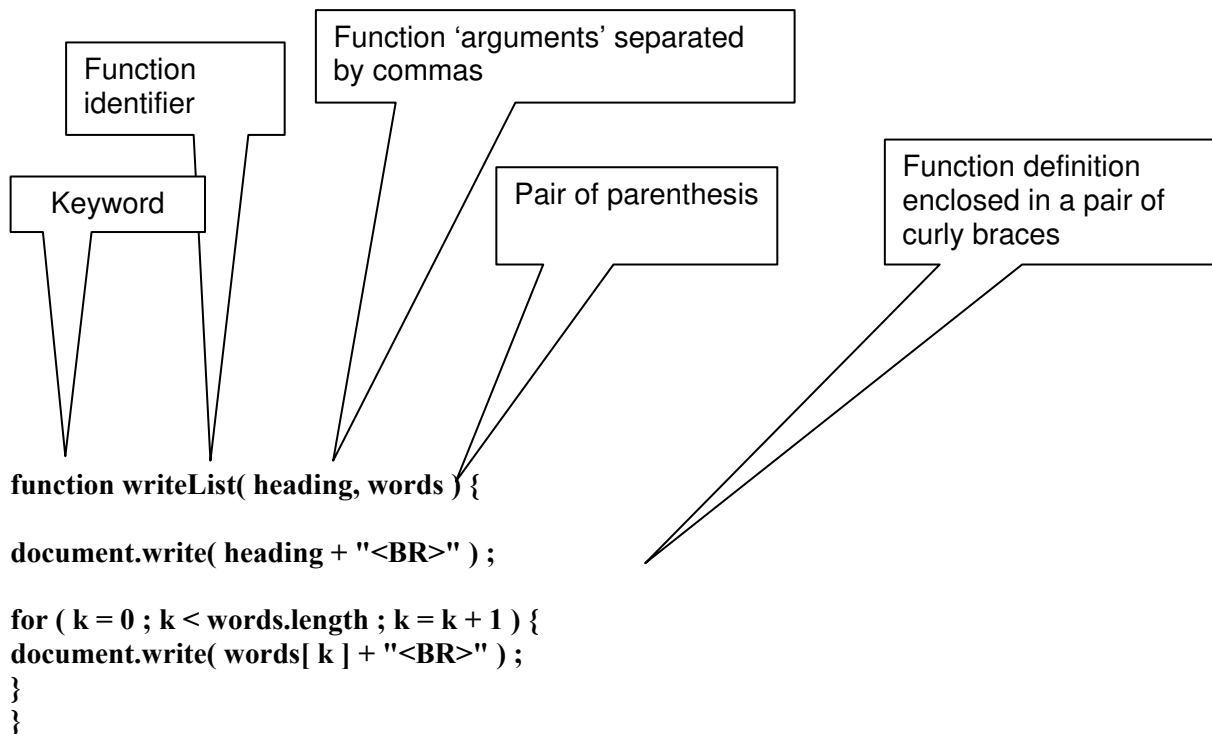 Function ‘arguments’ separated
by commas
Function
identifier
Function definition
enclosed in a pair of
curly braces
Pair of parenthesis
Keyword
function writeList( heading, words ) {
document.write( heading + "<BR>" ) ;
for ( k = 0 ; k < words.length ; k = k + 1 ) {
document.write( words[ k ] + "<BR>" ) ;
}
}